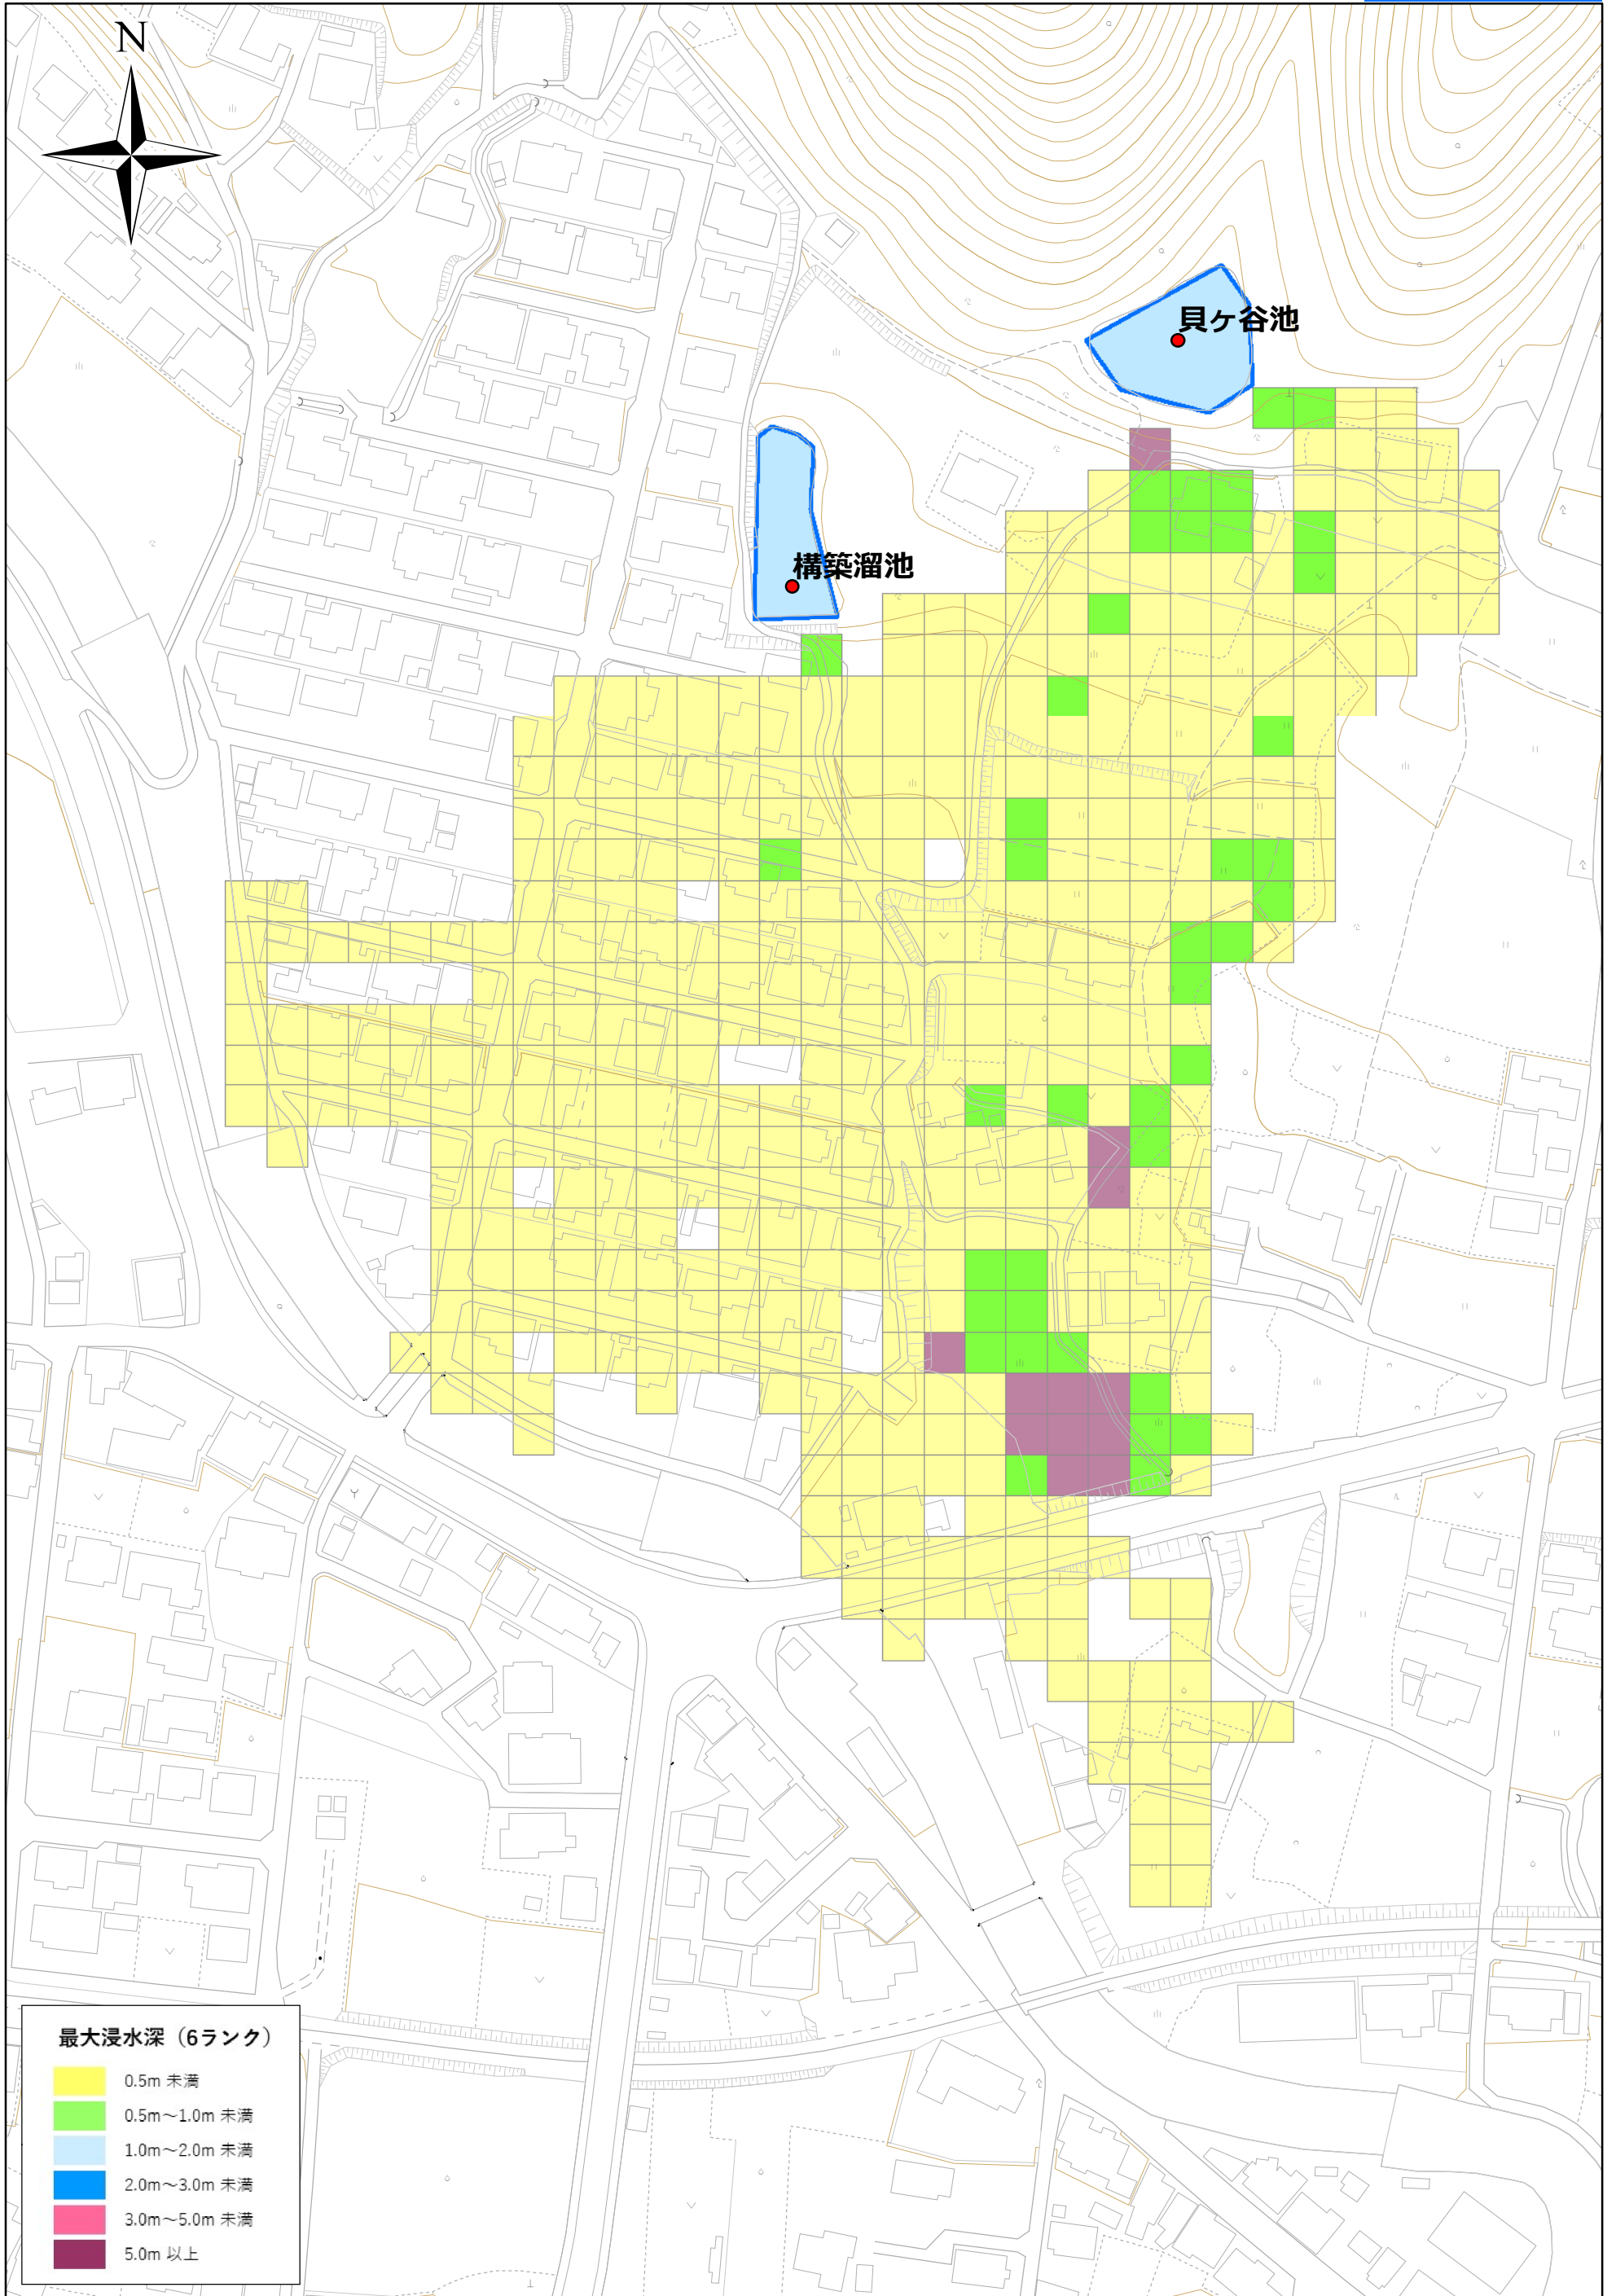 N
貝ヶ谷池
構築溜池
最大浸水深（6ランク）
0.5m 未満
0.5m～1.0m 未満
1.0m～2.0m 未満
2.0m～3.0m 未満
3.0m～5.0m 未満
5.0m 以上